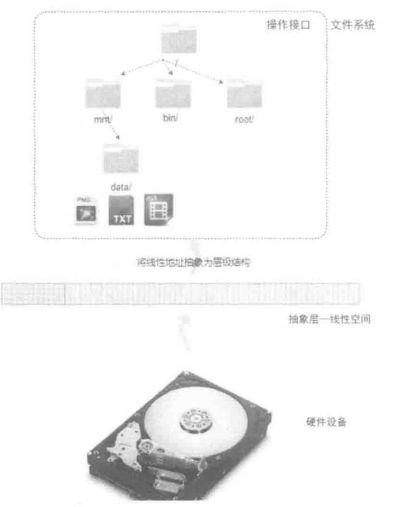 操作接口 文件系统
/
mnt/ bin/ root/
data/
TXT
将线性地址抽象为层级结构
抽象层—线性空间
硬件设备